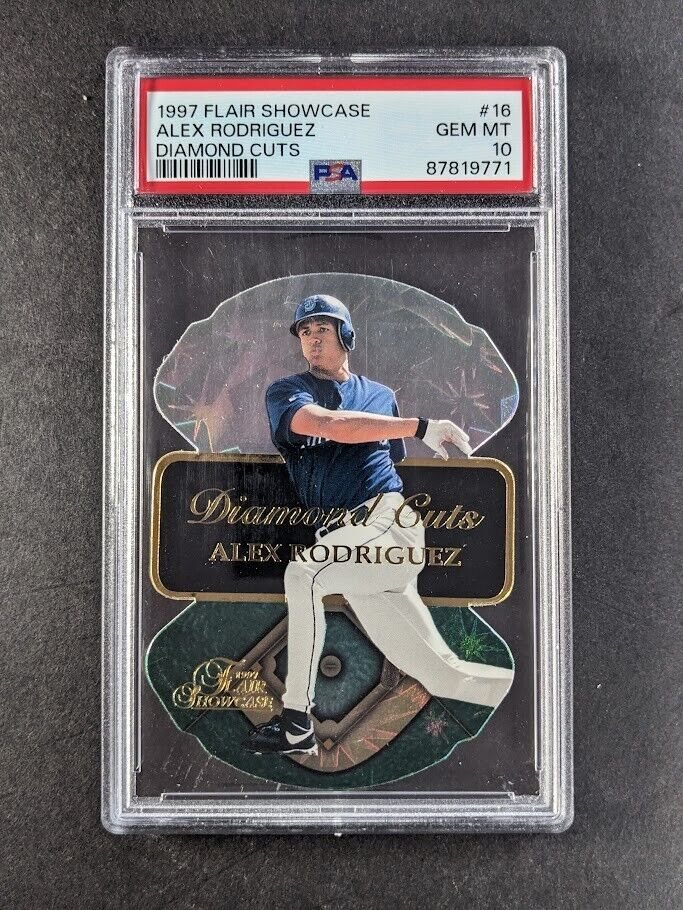 1997 FLAIR SHOWCASE #16
ALEX RODRIGUEZ GEM MT
DIAMOND CUTS 10
PSA 87819771
Diamond Cuts
ALEX RODRIGUEZ
1997
FLAIR
SHOWCASE